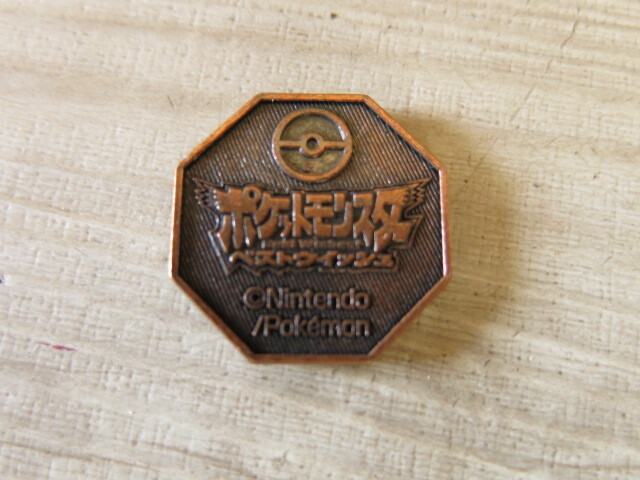 ポケットモンスター
ベストウイッシュ
©Nintendo
/Pokémon